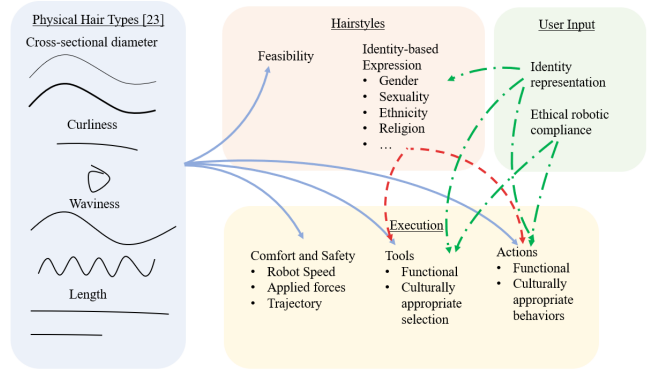 Physical Hair Types [23]
Cross-sectional diameter
Curliness
Waviness
Length
Hairstyles
Feasibility
Identity-based
Expression
• Gender
• Sexuality
• Ethnicity
• Religion
• …
User Input
Identity
representation
Ethical robotic
compliance
Execution
Comfort and Safety
• Robot Speed
• Applied forces
• Trajectory
Tools
• Functional
• Culturally
appropriate
selection
Actions
• Functional
• Culturally
appropriate
behaviors